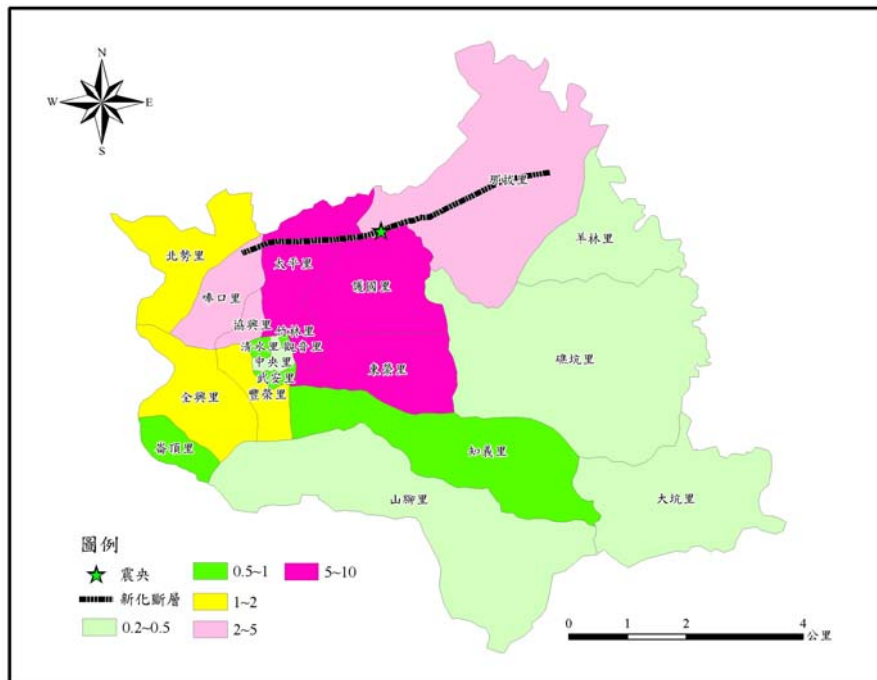 N
W E
S
那拔里
羊林里
北勢里
太平里
護國里
唪口里
協興里
竹林里
清水里 觀音里
中央里
武安里
東榮里
礁坑里
全興里
豐榮里
崙頂里
知義里
山腳里
大坑里
圖例
震央
新化斷層
0.2~0.5
0.5~1
1~2
5~10
2~5
0 1 2 4
公里